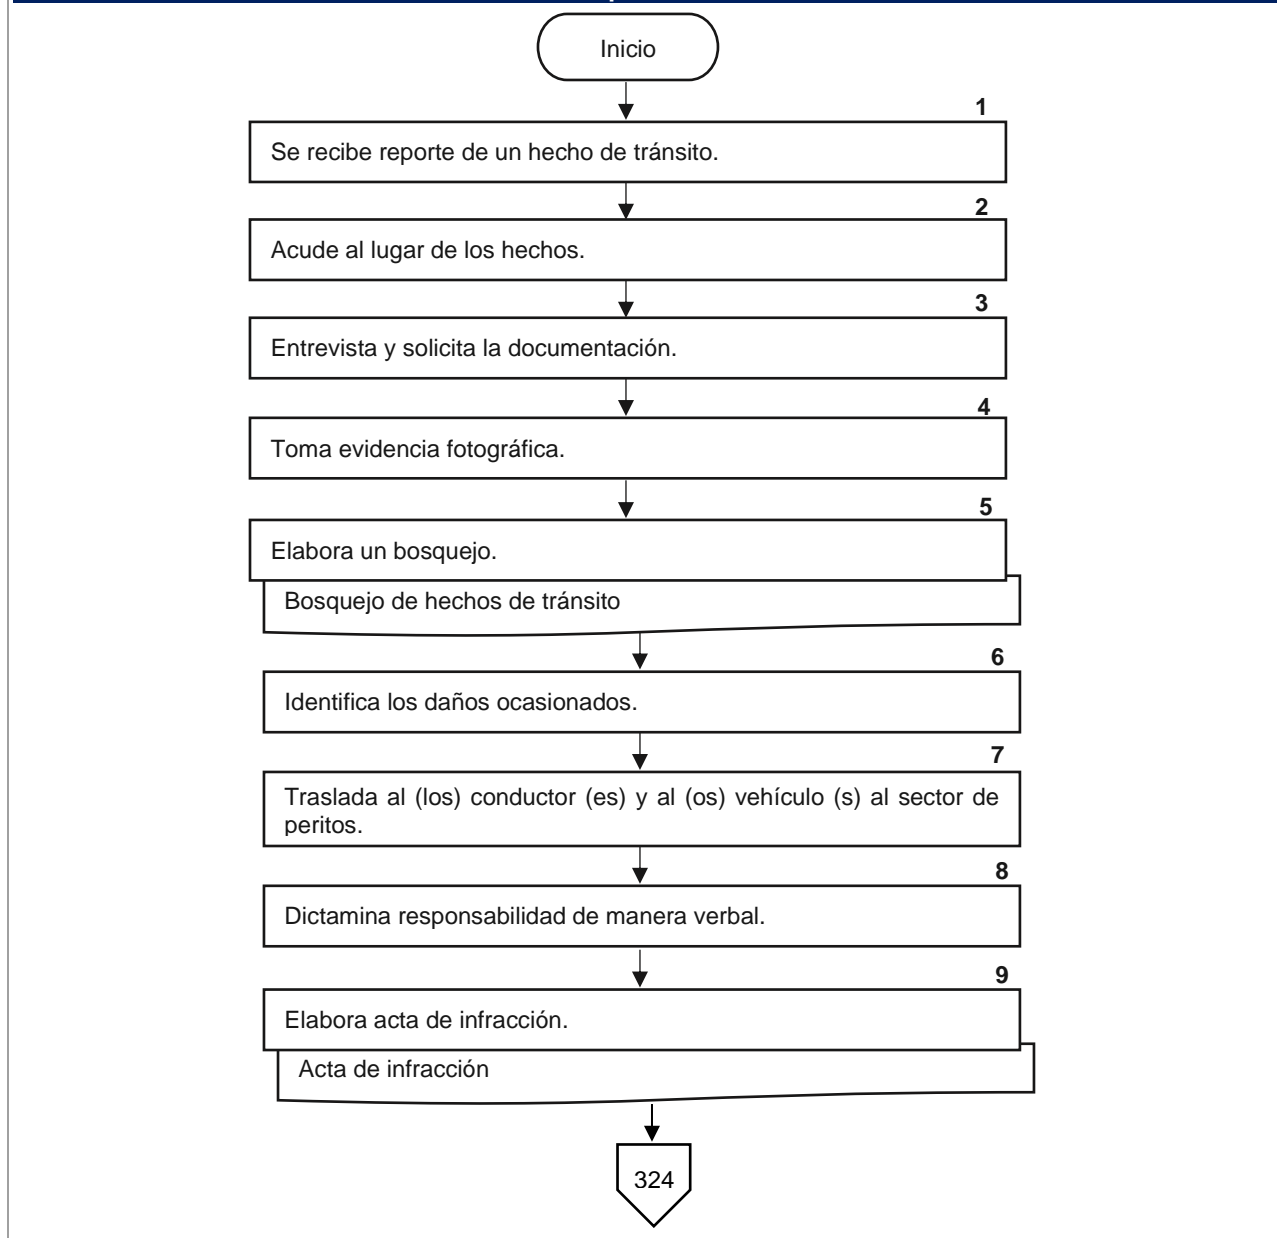 Inicio
1
Se recibe reporte de un hecho de tránsito.
2
Acude al lugar de los hechos.
3
Entrevista y solicita la documentación.
4
Toma evidencia fotográfica.
5
Elabora un bosquejo.
Bosquejo de hechos de tránsito
6
Identifica los daños ocasionados.
7
Traslada al (los) conductor (es) y al (os) vehículo (s) al sector de
peritos.
8
Dictamina responsabilidad de manera verbal.
9
Elabora acta de infracción.
Acta de infracción
324